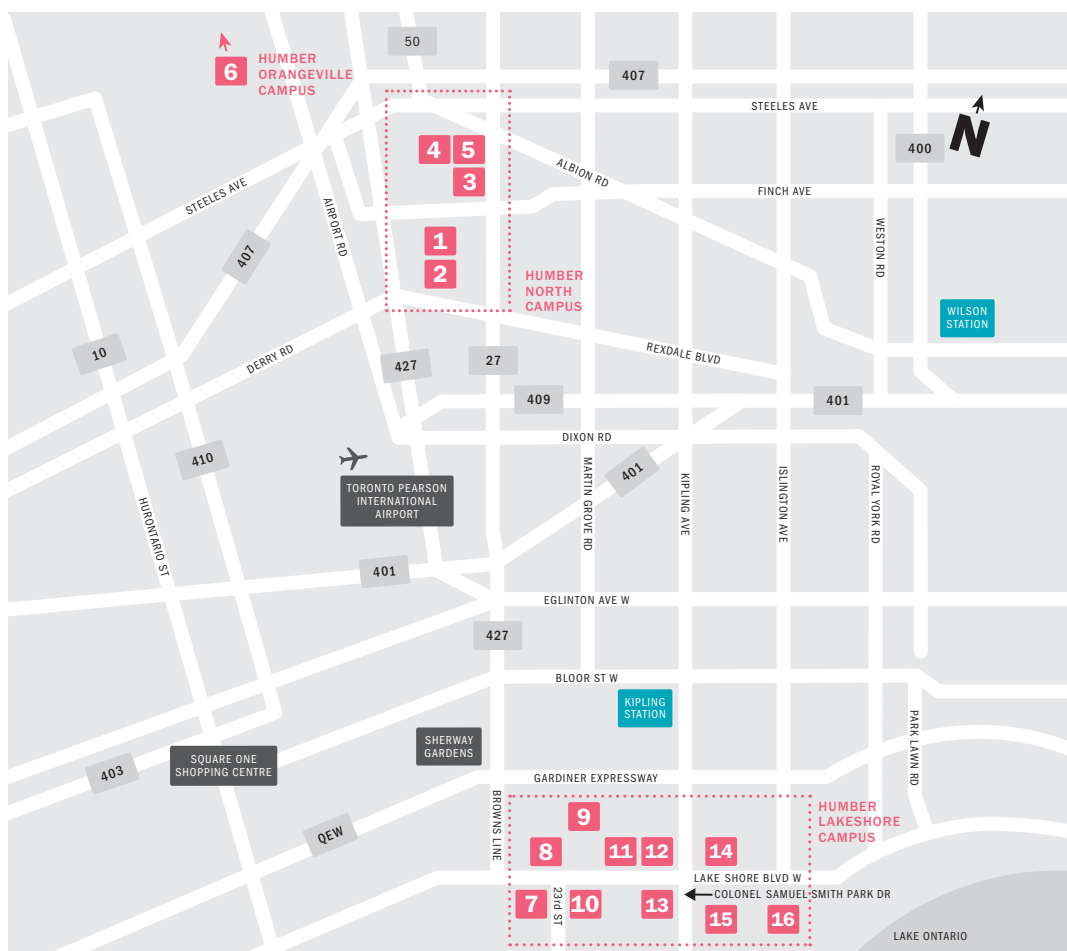 50
6
HUMBER
ORANGEVILLE
CAMPUS
407
STEELES AVE
N
400
4
5
ALBION RD
3
FINCH AVE
STEELES AVE
AIRPORT RD
WESTON RD
407
1
2
HUMBER
NORTH
CAMPUS
WILSON
STATION
10
DERRY RD
427
27
REXDALE BLVD
409
401
DIXON RD
410
401
TORONTO PEARSON
INTERNATIONAL
AIRPORT
MARTIN GROVE RD
KIPLING AVE
ISLINGTON AVE
ROYAL YORK RD
HURONTARIO ST
401
EGLINTON AVE W
427
BLOOR ST W
KIPLING
STATION
PARK LAWN RD
SHERWAY
GARDENS
SQUARE ONE
SHOPPING CENTRE
403
GARDINER EXPRESSWAY
QEW
BROWNS LINE
9
HUMBER
LAKESHORE
CAMPUS
8
11
12
14
LAKE SHORE BLVD W
COLONEL SAMUEL SMITH PARK DR
7
23rd ST
10
13
15
16
LAKE ONTARIO